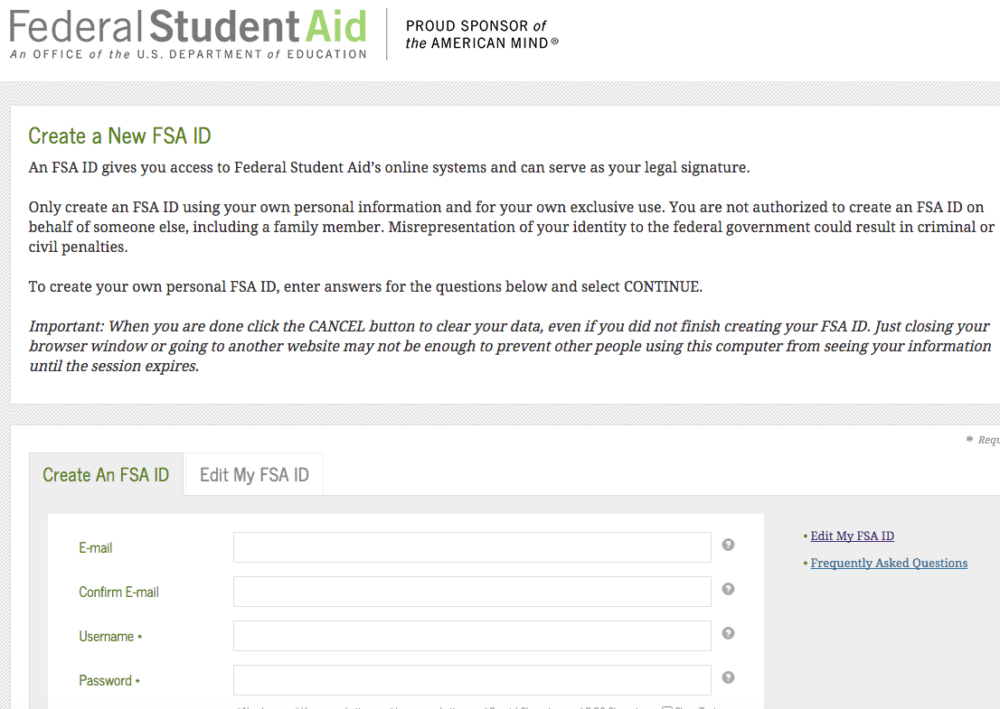 Federal Student Aid
An OFFICE of the U.S. DEPARTMENT of EDUCATION
PROUD SPONSOR of
the AMERICAN MIND®
Create a New FSA ID
An FSA ID gives you access to Federal Student Aid’s online systems and can serve as your legal signature.
Only create an FSA ID using your own personal information and for your own exclusive use. You are not authorized to create an FSA ID on
behalf of someone else, including a family member. Misrepresentation of your identity to the federal government could result in criminal or
civil penalties.
To create your own personal FSA ID, enter answers for the questions below and select CONTINUE.
Important: When you are done click the CANCEL button to clear your data, even if you did not finish creating your FSA ID. Just closing your
browser window or going to another website may not be enough to prevent other people using this computer from seeing your information
until the session expires.
*
Create An FSA ID
Edit My FSA ID
E-mail
?
• Edit My FSA ID
• Frequently Asked Questions
Confirm E-mail
?
Username *
?
Password *
?